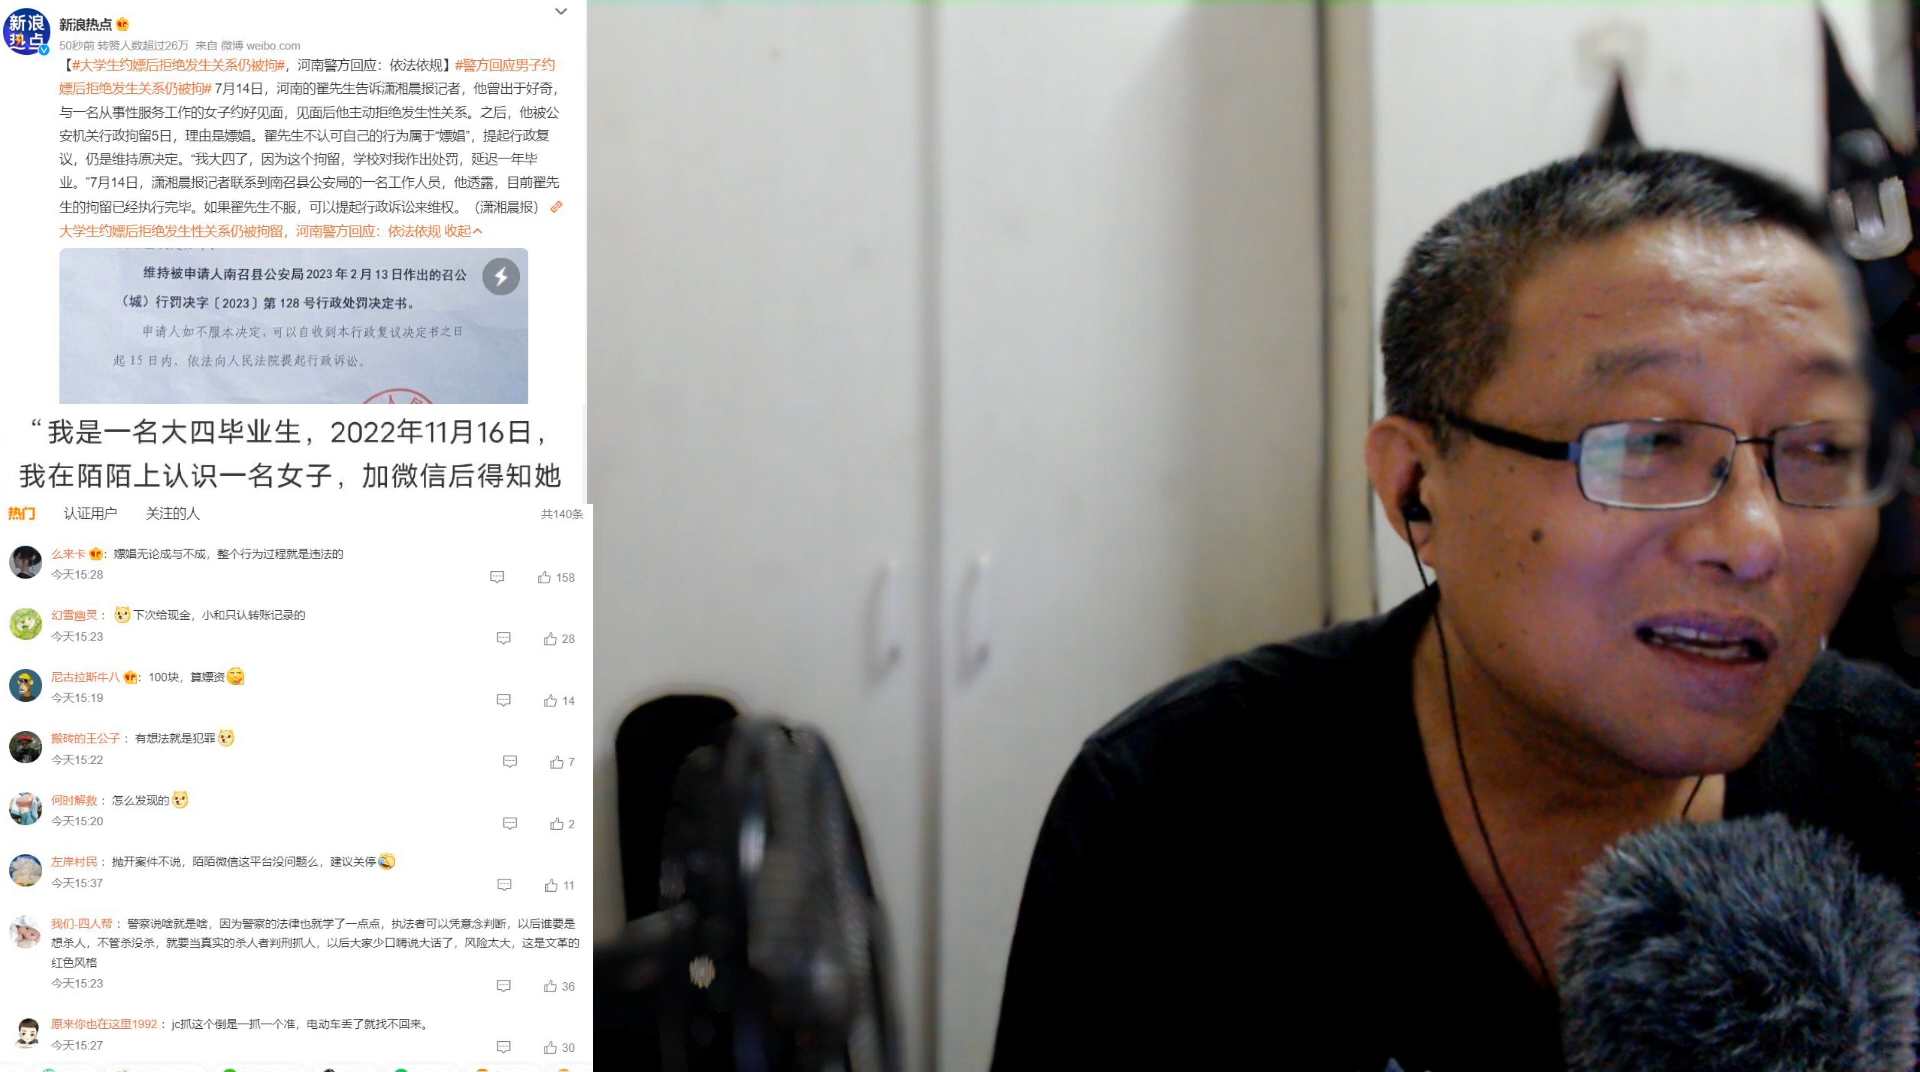 新浪
热点
新浪热点
50秒前 转赞人数超过26万 来自 微博 weibo.com
【#大学生约嫖后拒绝发生关系仍被拘#，河南警方回应：依法依规】#警方回应男子约
嫖后拒绝发生关系仍被拘# 7月14日，河南的翟先生告诉潇湘晨报记者，他曾出于好奇，
与一名从事性服务工作的女子约好见面，见面后他主动拒绝发生性关系。之后，他被公
安机关行政拘留5日，理由是嫖娼。翟先生不认可自己的行为属于“嫖娼”，提起行政复
议，仍是维持原决定。“我大四了，因为这个拘留，学校对我作出处罚，延迟一年毕
业。”7月14日，潇湘晨报记者联系到南召县公安局的一名工作人员，他透露，目前翟先
生的拘留已经执行完毕。如果翟先生不服，可以提起行政诉讼来维权。（潇湘晨报）
大学生约嫖后拒绝发生性关系仍被拘留，河南警方回应：依法依规 收起
维持被申请人南召县公安局2023年2月13日作出的召公
（城）行罚决字〔2023〕第128号行政处罚决定书。
申请人如不服本决定，可以自收到本行政复议决定书之日
起15日内，依法向人民法院提起行政诉讼。
“我是一名大四毕业生，2022年11月16日，
我在陌陌上认识一名女子，加微信后得知她
热门 认证用户 关注的人 共140条
么来卡：嫖娼无论成与不成，整个行为过程就是违法的
今天15:28 158
幻雪幽灵：下次给现金，小和只认转账记录的
今天15:23 28
尼古拉斯牛八：100块，算嫖资
今天15:19 14
搬砖的王公子：有想法就是犯罪
今天15:22 7
何时解救：怎么发现的
今天15:20 2
左岸村民：抛开案件不说，陌陌微信这平台没问题么，建议关停
今天15:37 11
我们-四人帮：警察说啥就是啥，因为警察的法律也就学了一点点，执法者可以凭意念判断，以后谁要是
想杀人，不管杀没杀，就要当真实的杀人者判刑抓人，以后大家少口嗨说大话了，风险太大，这是文革的
红色风格
今天15:23 36
原来你也在这里1992：jc抓这个倒是一抓一个准，电动车丢了就找不回来。
今天15:27 30